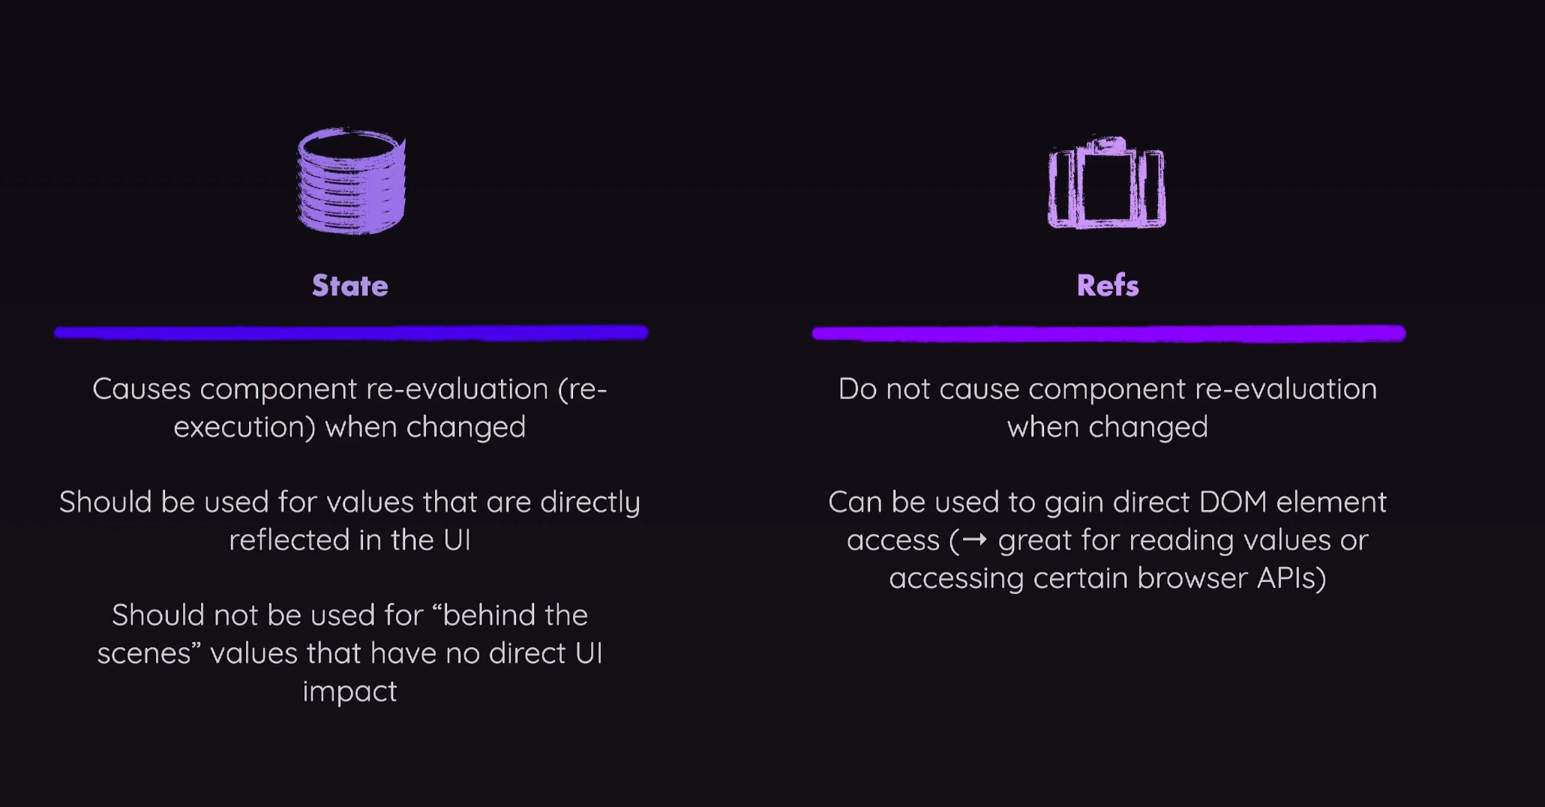 State
Causes component re-evaluation (re-
execution) when changed
Should be used for values that are directly
reflected in the UI
Should not be used for “behind the
scenes” values that have no direct UI
impact
Refs
Do not cause component re-evaluation
when changed
Can be used to gain direct DOM element
access (→ great for reading values or
accessing certain browser APIs)